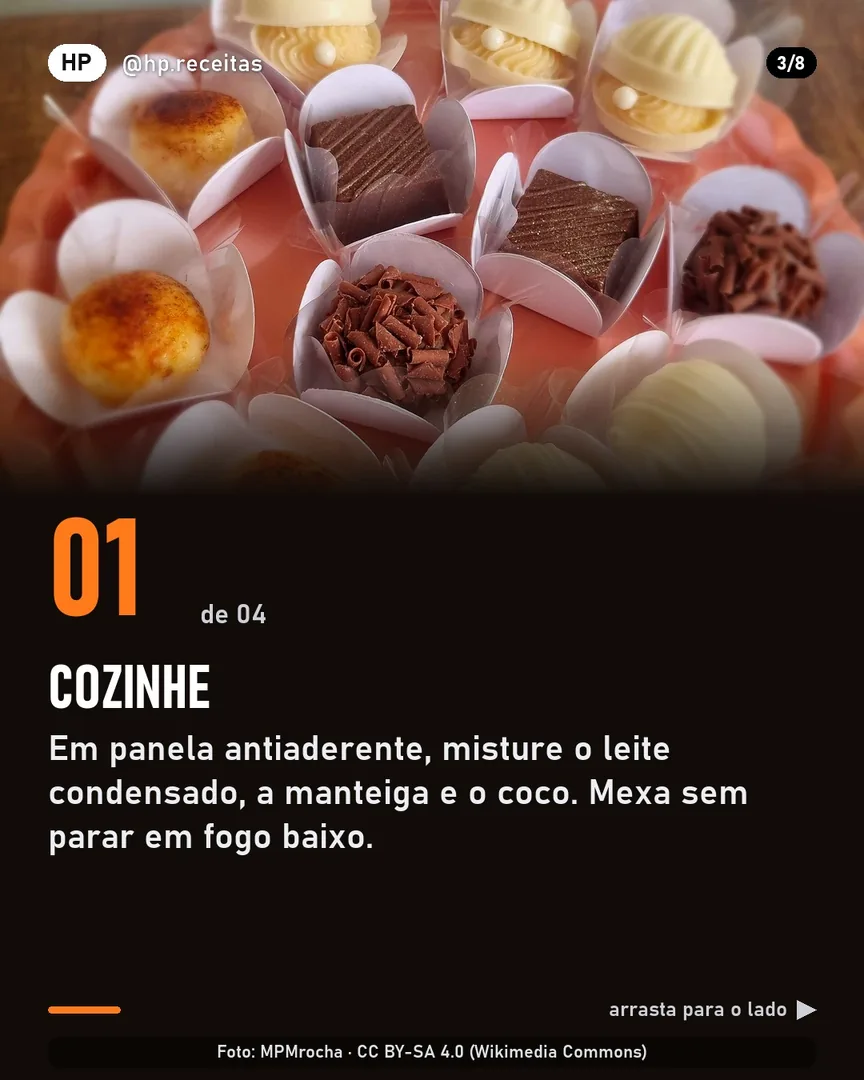 HP @hp.receitas 3/8
01 de 04
COZINHE
Em panela antiaderente, misture o leite
condensado, a manteiga e o coco. Mexa sem
parar em fogo baixo.
arrasta para o lado ▶
Foto: MPMrocha · CC BY-SA 4.0 (Wikimedia Commons)